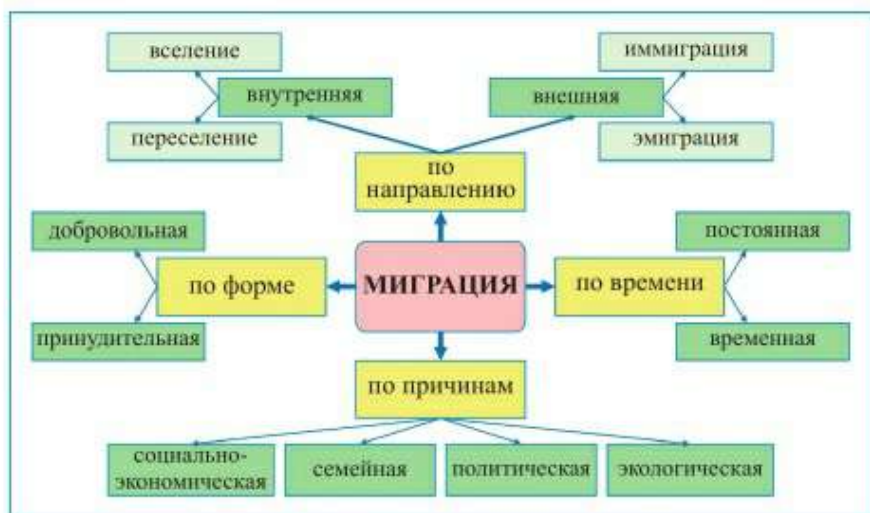 вселение
иммиграция
внутренняя
внешняя
переселение
эмиграция
по
направлению
добровольная
постоянная
по форме
МИГРАЦИЯ
по времени
принудительная
временная
по причинам
социально-
экономическая
семейная
политическая
экологическая